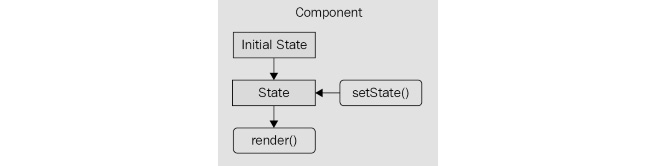 Component
Initial State
State
setState()
render()